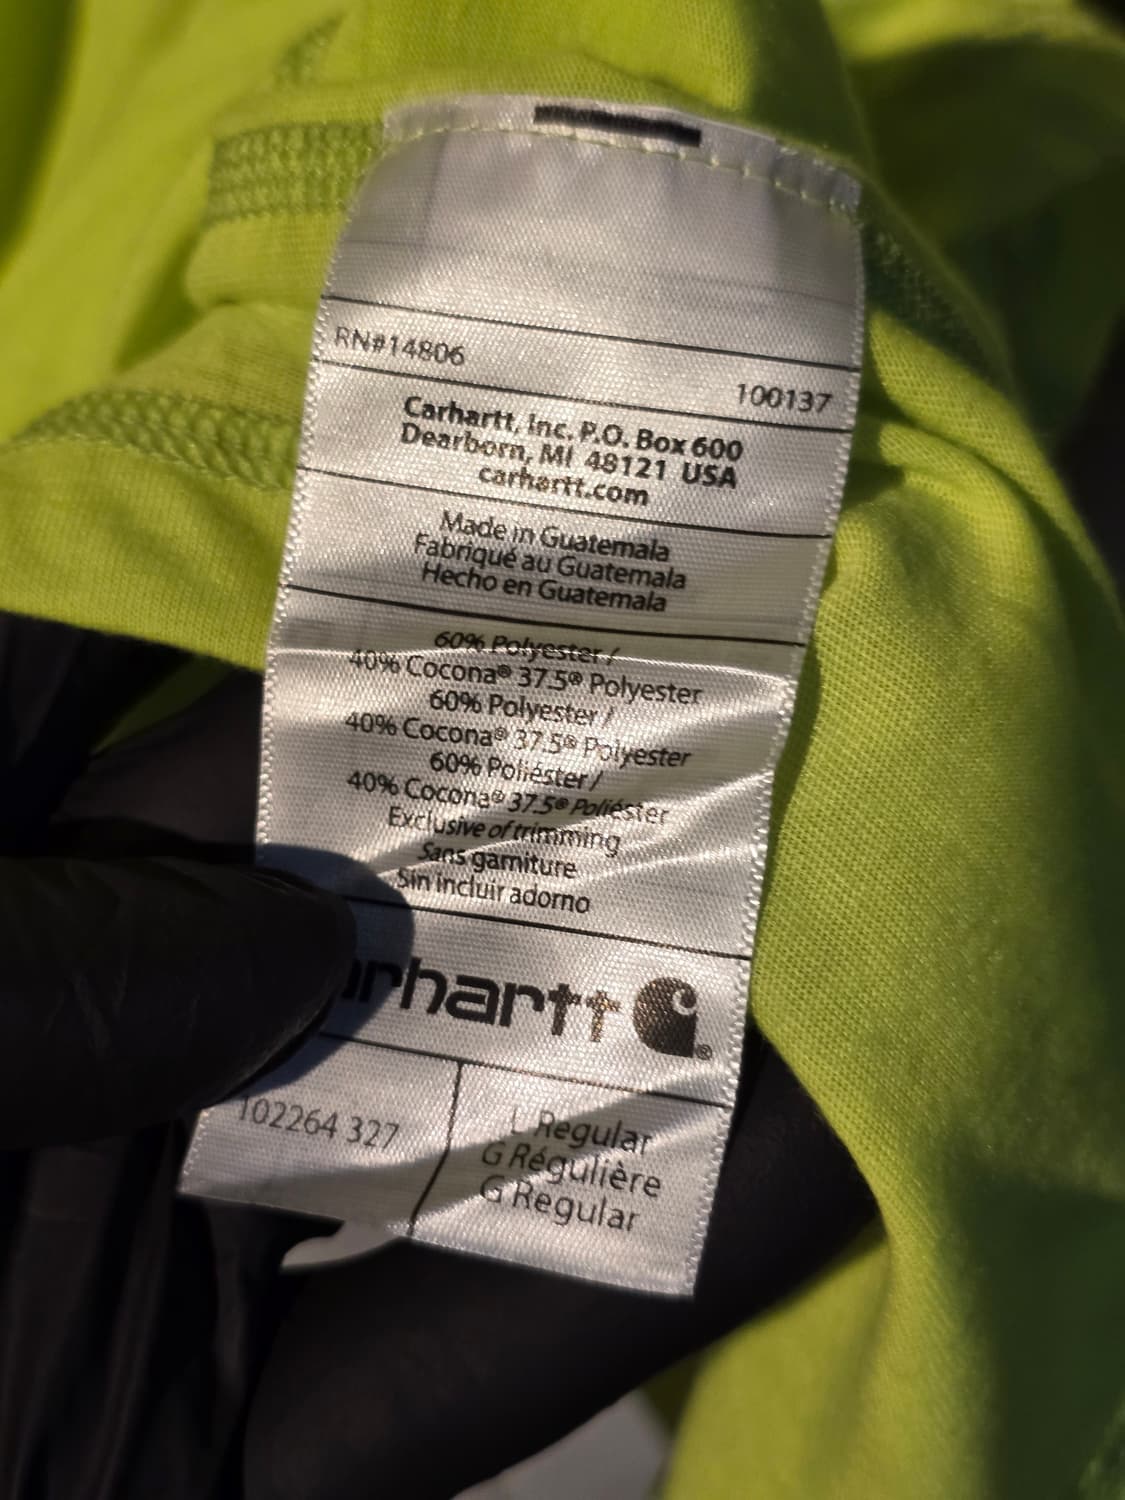 RN#14806
100137
Carhartt, Inc. P.O. Box 600
Dearborn, MI 48121 USA
carhartt.com
Made in Guatemala
Fabriqué au Guatemala
Hecho en Guatemala
60% Polyester /
40% Cocona® 37.5® Polyester
60% Polyester /
40% Cocona® 37.5® Polyester
60% Poliéster /
40% Cocona® 37.5® Poliéster
Exclusive of trimming
Sans garniture
Sin incluir adorno
arhartt ®
102264 327
L Regular
G Régulière
G Regular